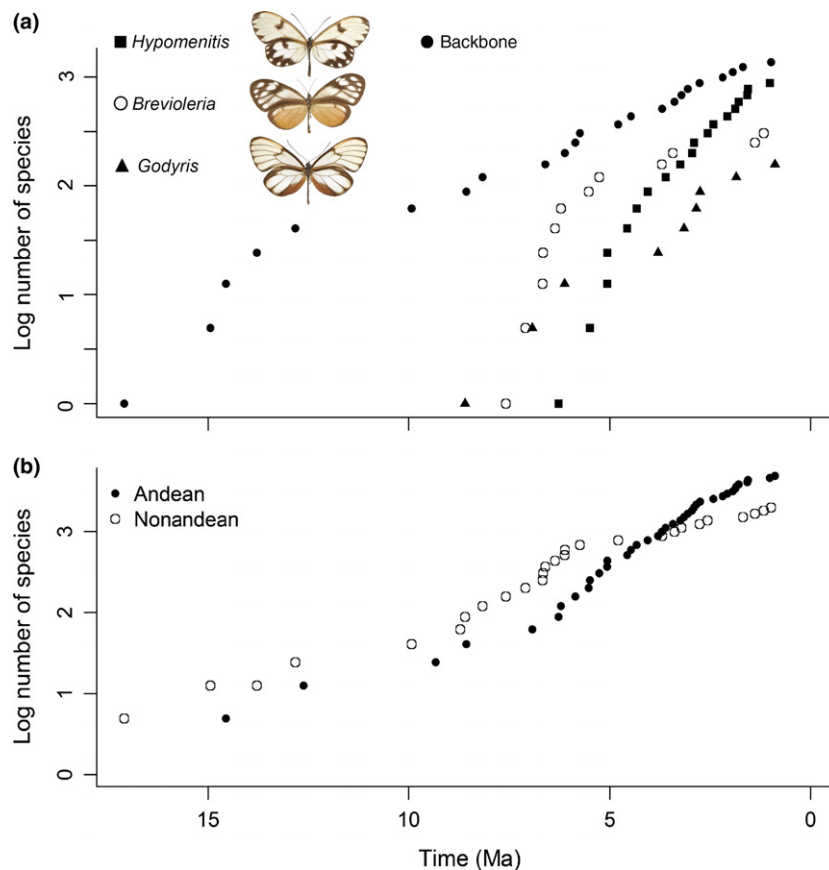 (a)
Hypomenitis
Backbone
Brevioleria
Godyris
Log number of species
3
2
1
0
15
10
5
0
(b)
Andean
Nonandean
Log number of species
3
2
1
0
15
10
5
0
Time (Ma)